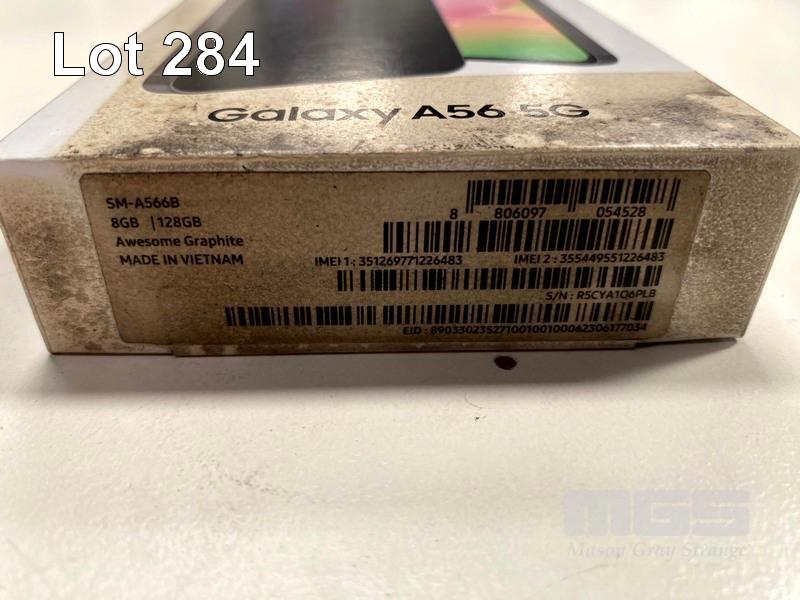 Lot 284
Galaxy A56 5G
SM-A566B
8GB | 128GB
Awesome Graphite
MADE IN VIETNAM
8 806097 054528
IMEI 1 : 351269771226483 IMEI 2 : 355449551226483
S/N : R5CYA1Q6PLB
EID : 89033023527100100100062306177034
MGS
Mason Gray Strange